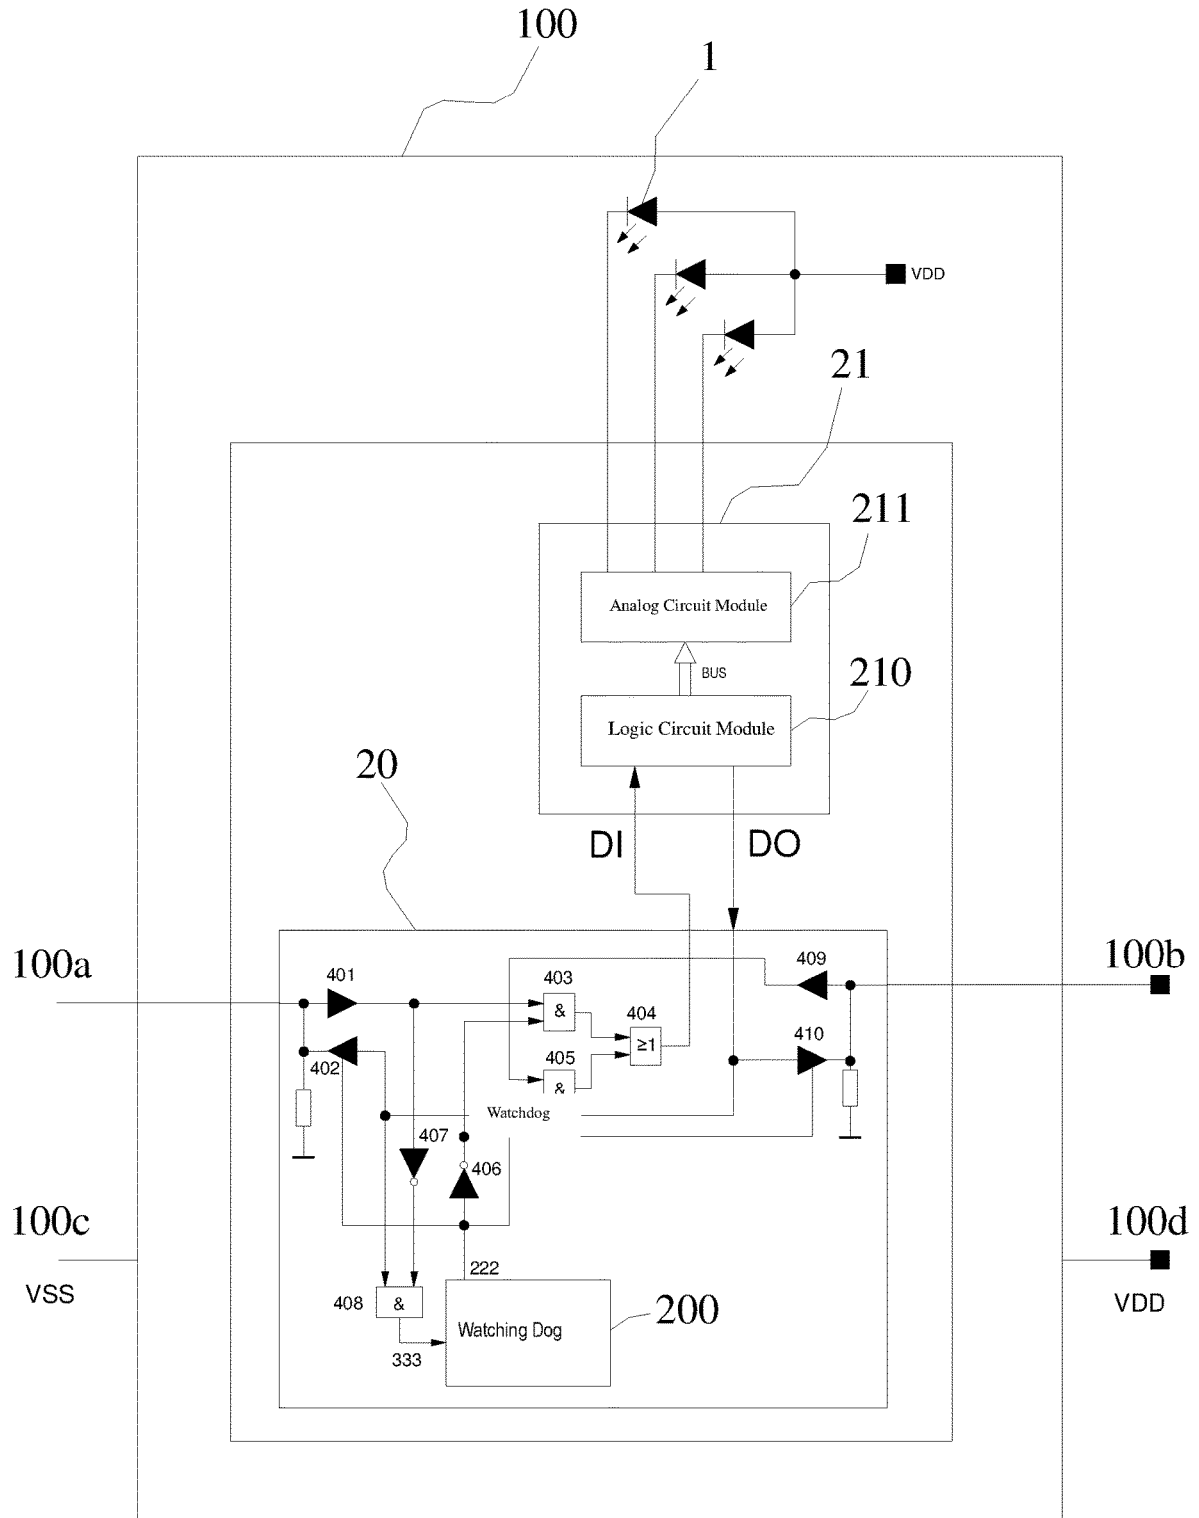 100
1
VDD
21
211
Analog Circuit Module
BUS
210
Logic Circuit Module
20
DI
DO
100a
100b
401
403
409
&
404
410
≥1
402
405
&
Watchdog
407
406
100c
100d
VSS
VDD
222
408
&
200
Watching Dog
333